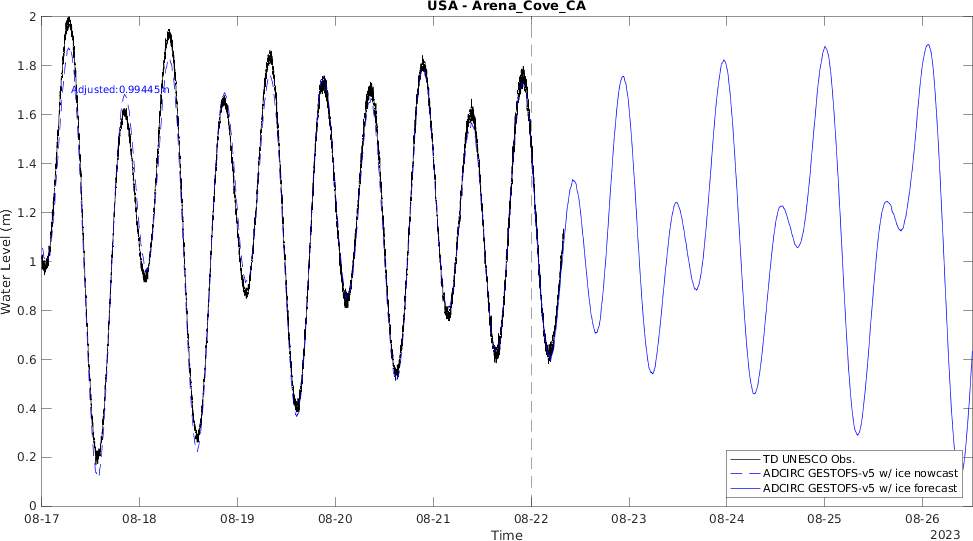 USA - Arena_Cove_CA
2
1.8
1.6
1.4
1.2
1
0.8
0.6
0.4
0.2
0
Water Level (m)
Adjusted:0.99445m
TD UNESCO Obs.
ADCIRC GESTOFS-v5 w/ ice nowcast
ADCIRC GESTOFS-v5 w/ ice forecast
08-17 08-18 08-19 08-20 08-21 08-22 08-23 08-24 08-25 08-26
Time
2023